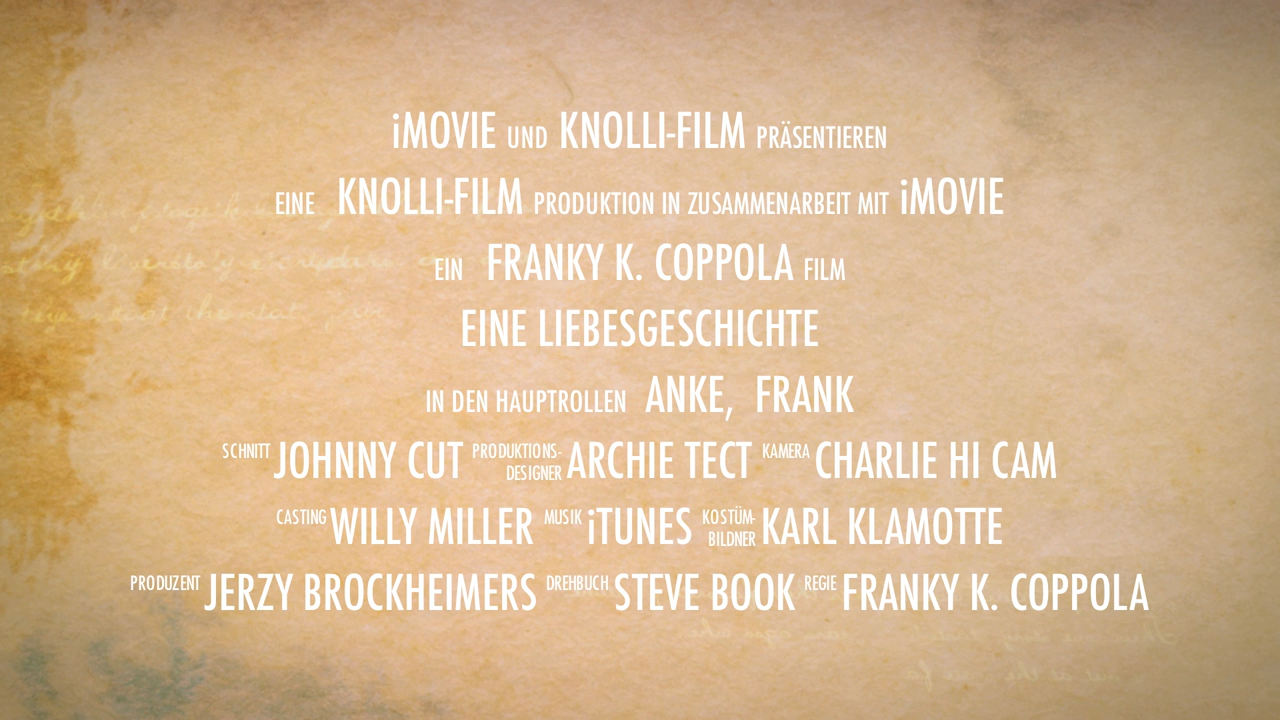 iMOVIE UND KNOLLI-FILM PRÄSENTIEREN
EINE KNOLLI-FILM PRODUKTION IN ZUSAMMENARBEIT MIT iMOVIE
EIN FRANKY K. COPPOLA FILM
EINE LIEBESGESCHICHTE
IN DEN HAUPTROLLEN ANKE, FRANK
SCHNITT JOHNNY CUT PRODUKTIONS-DESIGNER ARCHIE TECT KAMERA CHARLIE HI CAM
CASTING WILLY MILLER MUSIK iTUNES KOSTÜM-BILDNER KARL KLAMOTTE
PRODUZENT JERZY BROCKHEIMERS DREHBUCH STEVE BOOK REGIE FRANKY K. COPPOLA